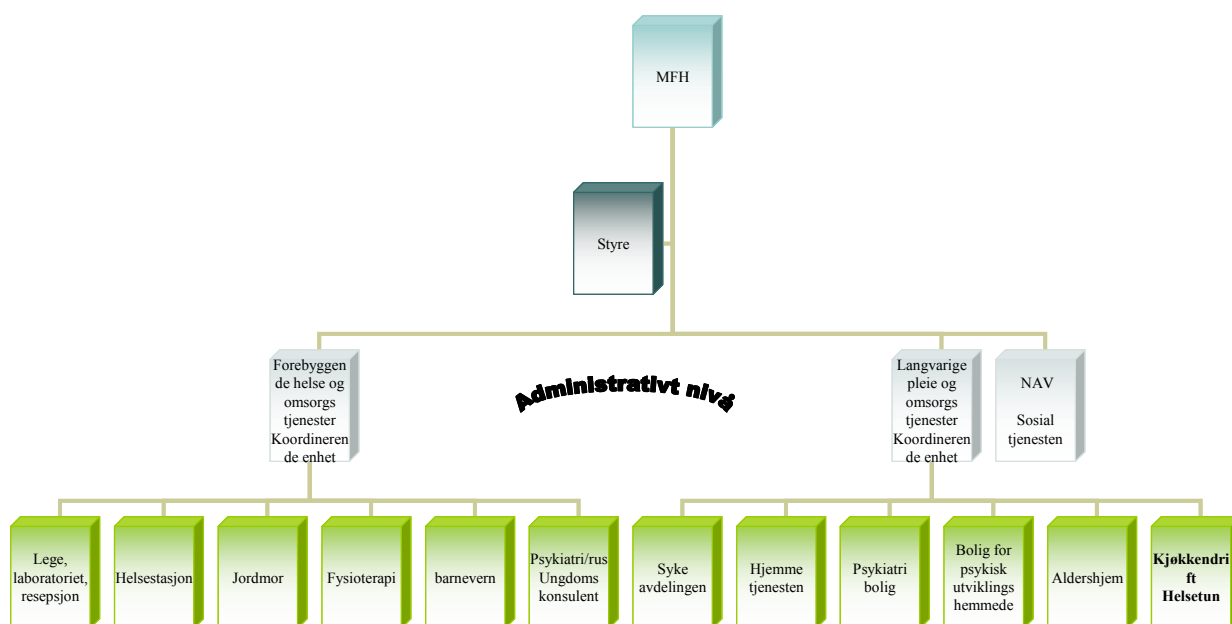 MFH
Styre
Forebyggen
de helse og
omsorgs
tjenester
Koordineren
de enhet
Administrativt nivå
Langvarige
pleie og
omsorgs
tjenester
Koordineren
de enhet
NAV
Sosial
tjenesten
Lege,
laboratoriet,
resepsjon
Helsestasjon
Jordmor
Fysioterapi
barnevern
Psykiatri/rus
Ungdoms
konsulent
Syke
avdelingen
Hjemme
tjenesten
Psykiatri
bolig
Bolig for
psykisk
utviklings
hemmede
Aldershjem
Kjøkkendri
ft
Helsetun